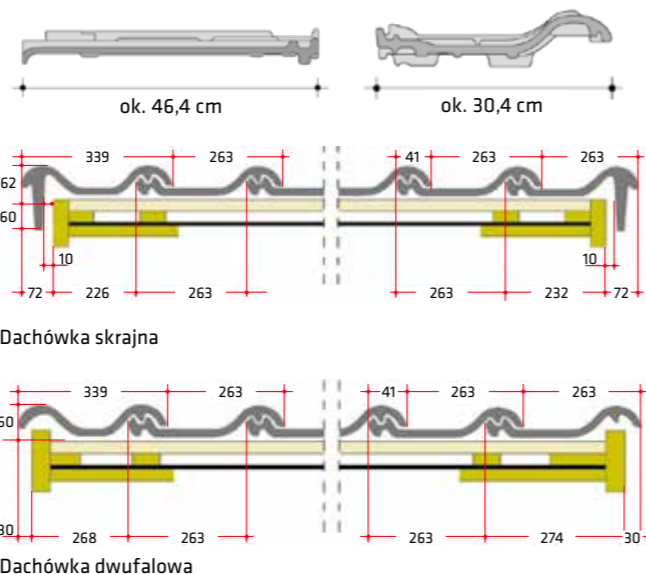 ok. 46,4 cm ok. 30,4 cm
339 263 41 263 263
62
60
10 10
72 226 263 263 232 72
Dachówka skrajna
339 263 41 263 263
60
30 268 263 263 274 30
Dachówka dwufalowa